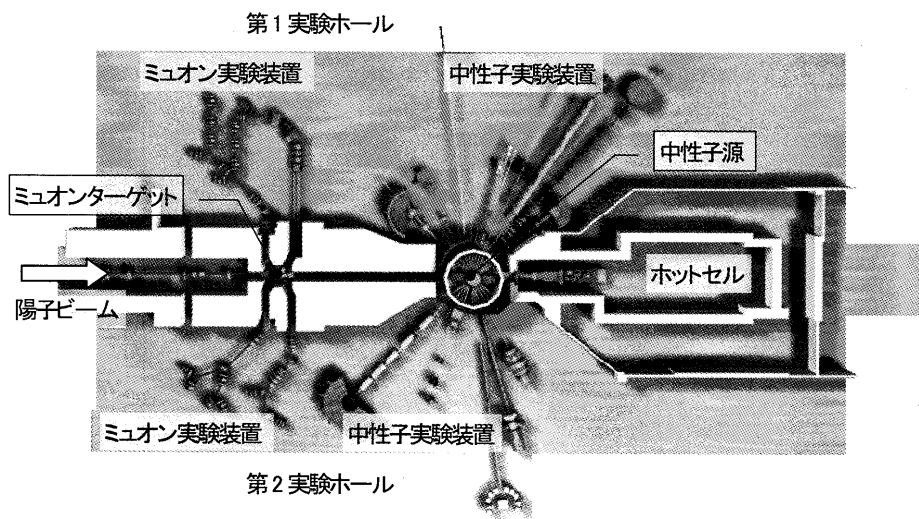 第1実験ホール
ミュオン実験装置
中性子実験装置
中性子源
ミュオンターゲット
ホットセル
陽子ビーム
ミュオン実験装置
中性子実験装置
第2実験ホール